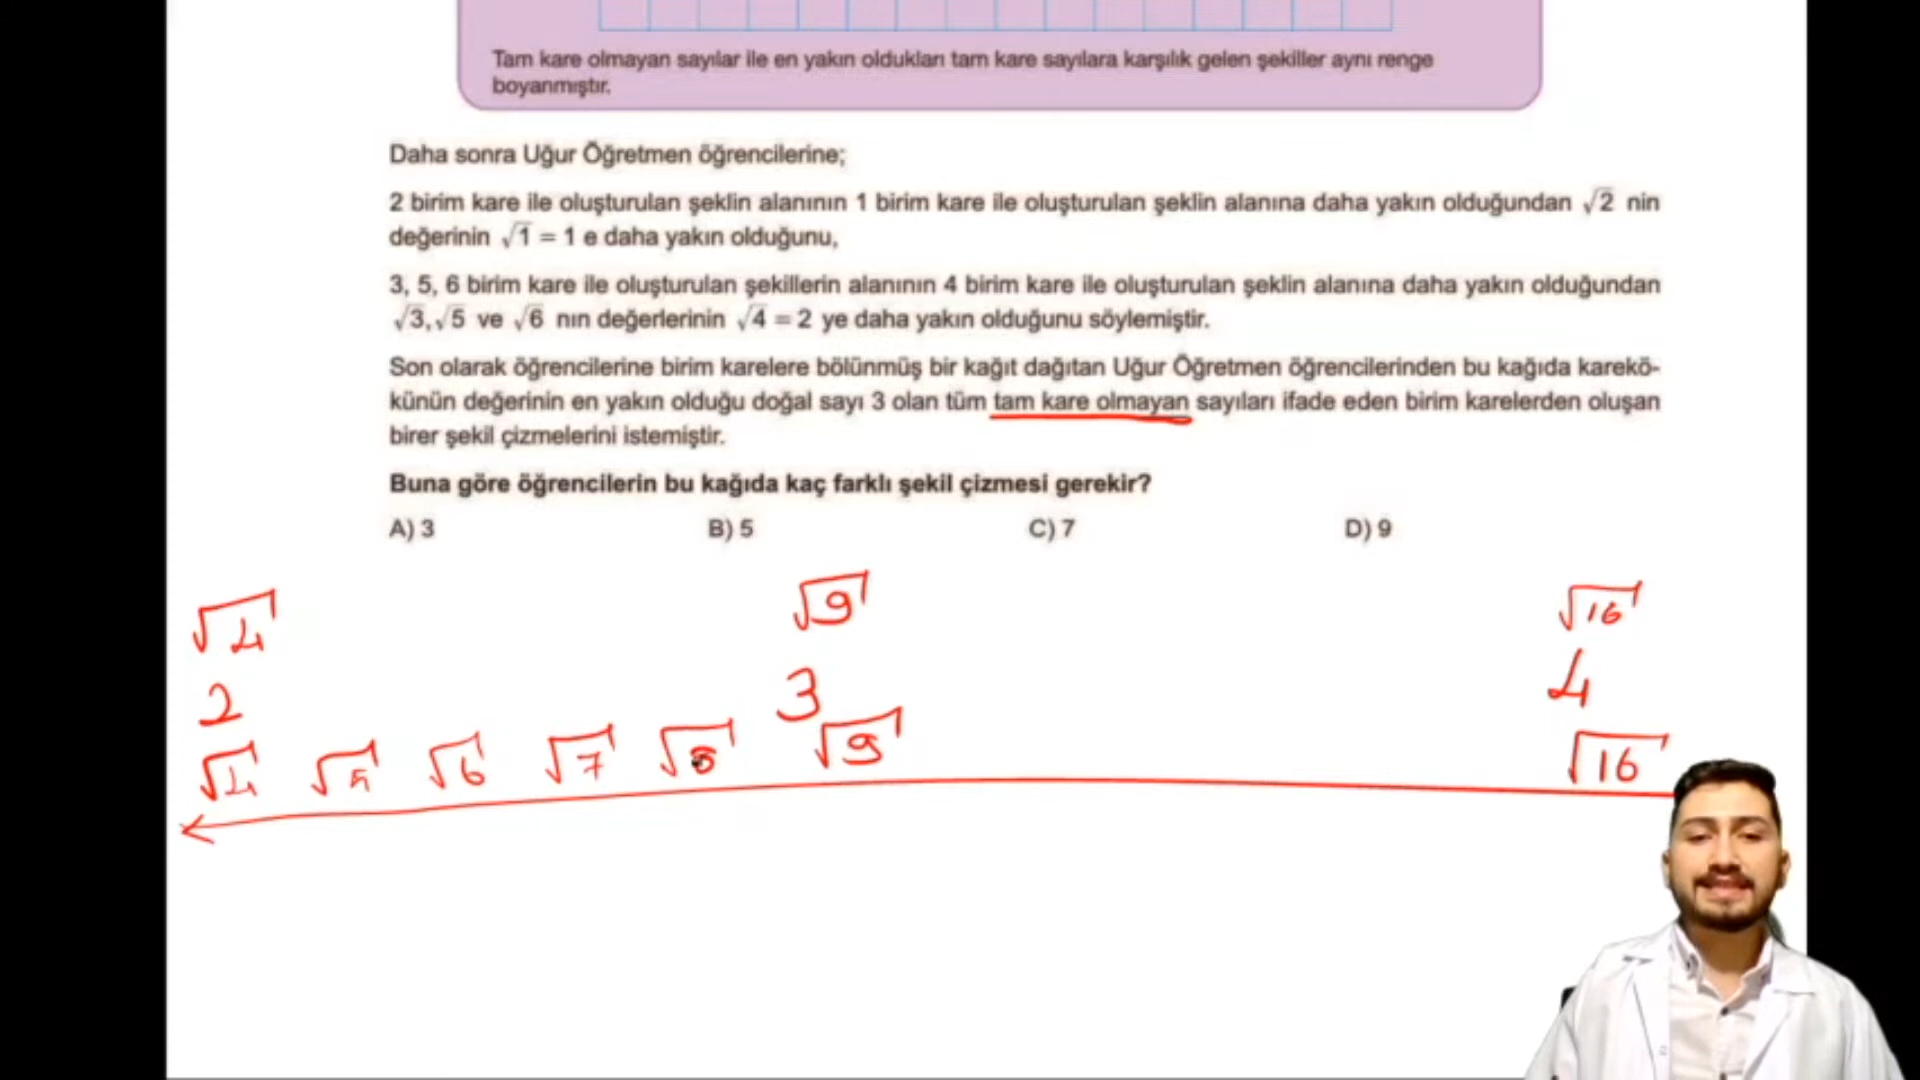 Tam kare olmayan sayılar ile en yakın oldukları tam kare sayılara karşılık gelen şekiller aynı renge
boyanmıştır.
Daha sonra Uğur Öğretmen öğrencilerine;
2 birim kare ile oluşturulan şeklin alanının 1 birim kare ile oluşturulan şeklin alanına daha yakın olduğundan √2 nin
değerinin √1 = 1 e daha yakın olduğunu,
3, 5, 6 birim kare ile oluşturulan şekillerin alanının 4 birim kare ile oluşturulan şeklin alanına daha yakın olduğundan
√3, √5 ve √6 nın değerlerinin √4 = 2 ye daha yakın olduğunu söylemiştir.
Son olarak öğrencilerine birim karelere bölünmüş bir kağıt dağıtan Uğur Öğretmen öğrencilerinden bu kağıda karekö-
künün değerinin en yakın olduğu doğal sayı 3 olan tüm tam kare olmayan sayıları ifade eden birim karelerden oluşan
birer şekil çizmelerini istemiştir.
Buna göre öğrencilerin bu kağıda kaç farklı şekil çizmesi gerekir?
A) 3 B) 5 C) 7 D) 9
√4 √9 √16
2 3 4
√4 √5 √6 √7 √8 √9 √16